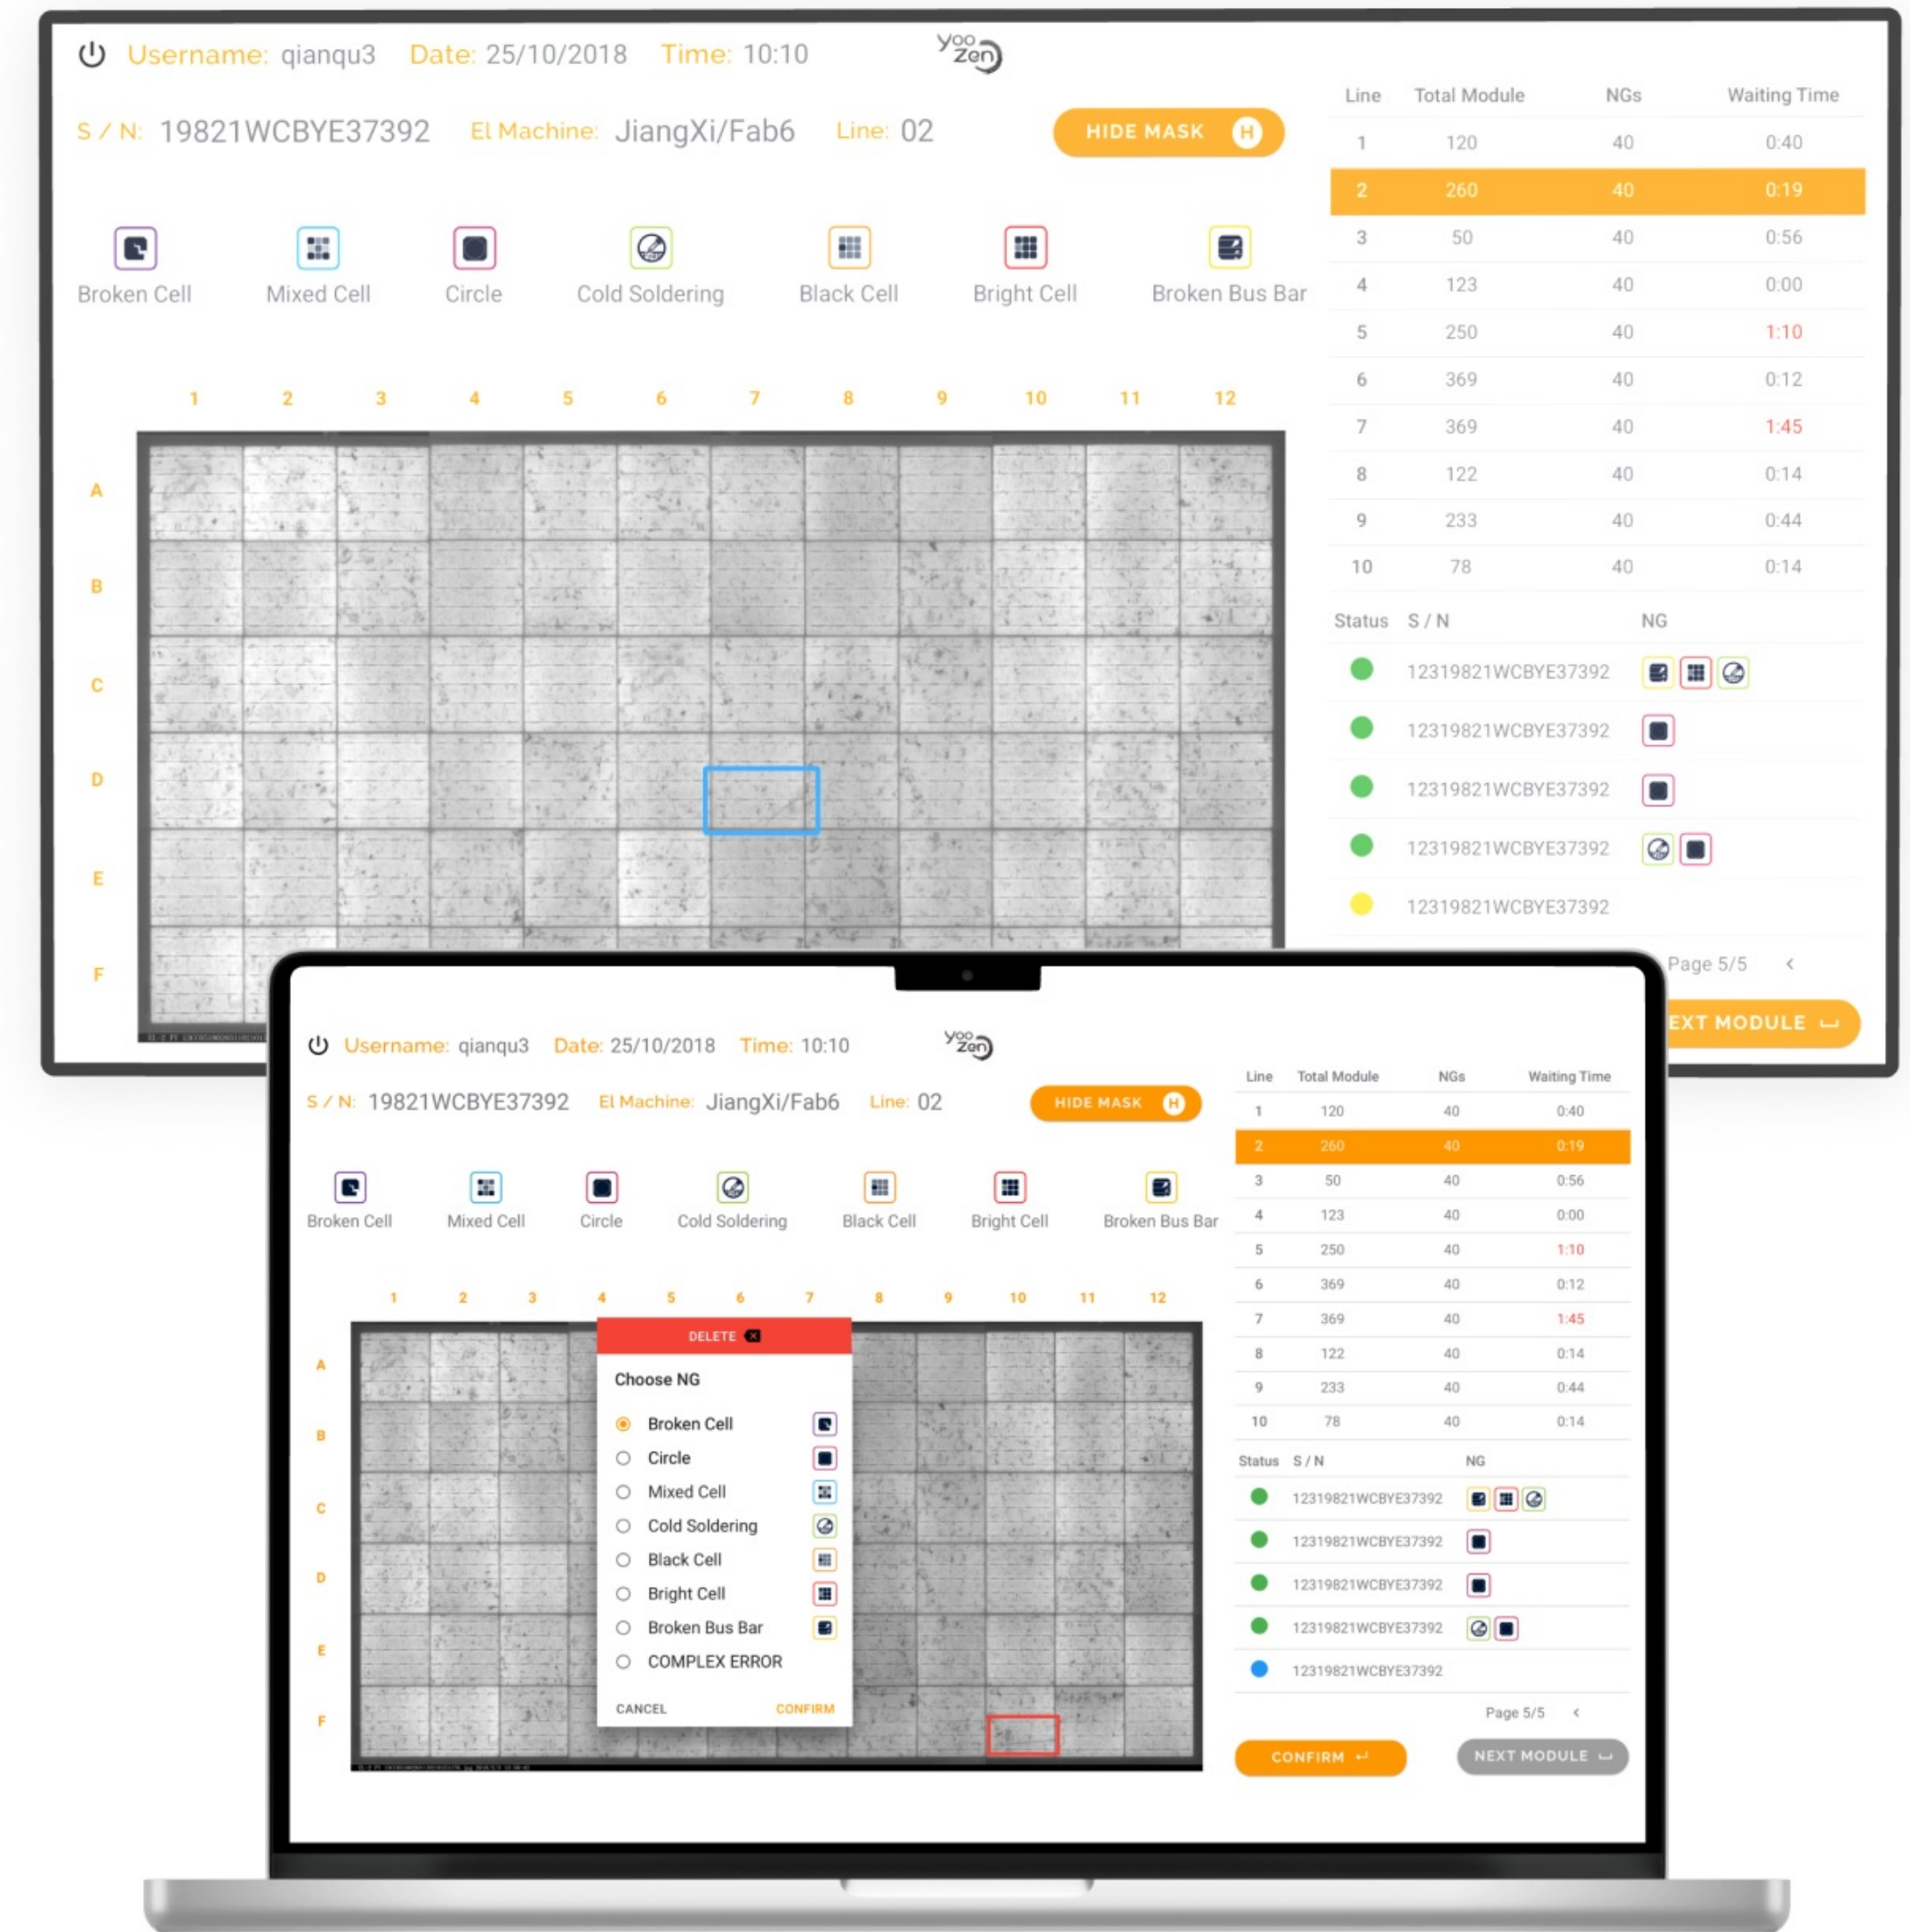 Username: qianqu3 Date: 25/10/2018 Time: 10:10
Yoo Zen
S / N: 19821WCBYE37392 El Machine: JiangXi/Fab6 Line: 02
HIDE MASK H
Broken Cell Mixed Cell Circle Cold Soldering Black Cell Bright Cell Broken Bus Bar
1 2 3 4 5 6 7 8 9 10 11 12
A
B
C
D
E
F
Line Total Module NGs Waiting Time
1 120 40 0:40
2 260 40 0:19
3 50 40 0:56
4 123 40 0:00
5 250 40 1:10
6 369 40 0:12
7 369 40 1:45
8 122 40 0:14
9 233 40 0:44
10 78 40 0:14
Status S / N NG
12319821WCBYE37392
12319821WCBYE37392
12319821WCBYE37392
12319821WCBYE37392
12319821WCBYE37392
Page 5/5 <
EXT MODULE
Username: qianqu3 Date: 25/10/2018 Time: 10:10
Yoo Zen
S / N: 19821WCBYE37392 El Machine: JiangXi/Fab6 Line: 02
HIDE MASK H
Broken Cell Mixed Cell Circle Cold Soldering Black Cell Bright Cell Broken Bus Bar
1 2 3 4 5 6 7 8 9 10 11 12
A
B
C
D
E
F
DELETE
Choose NG
Broken Cell
Circle
Mixed Cell
Cold Soldering
Black Cell
Bright Cell
Broken Bus Bar
COMPLEX ERROR
CANCEL CONFIRM
Line Total Module NGs Waiting Time
1 120 40 0:40
2 260 40 0:19
3 50 40 0:56
4 123 40 0:00
5 250 40 1:10
6 369 40 0:12
7 369 40 1:45
8 122 40 0:14
9 233 40 0:44
10 78 40 0:14
Status S / N NG
12319821WCBYE37392
12319821WCBYE37392
12319821WCBYE37392
12319821WCBYE37392
12319821WCBYE37392
Page 5/5 <
CONFIRM NEXT MODULE